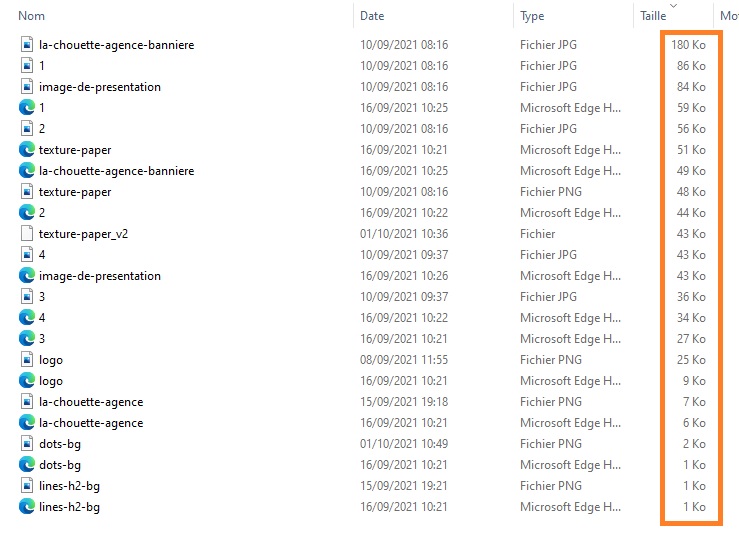 Nom Date Type Taille Mo
la-chouette-agence-banniere 10/09/2021 08:16 Fichier JPG 180 Ko
1 10/09/2021 08:16 Fichier JPG 86 Ko
image-de-presentation 10/09/2021 08:16 Fichier JPG 84 Ko
1 16/09/2021 10:25 Microsoft Edge H... 59 Ko
2 10/09/2021 08:16 Fichier JPG 56 Ko
texture-paper 16/09/2021 10:21 Microsoft Edge H... 51 Ko
la-chouette-agence-banniere 16/09/2021 10:25 Microsoft Edge H... 49 Ko
texture-paper 10/09/2021 08:16 Fichier PNG 48 Ko
2 16/09/2021 10:22 Microsoft Edge H... 44 Ko
texture-paper_v2 01/10/2021 10:36 Fichier 43 Ko
4 10/09/2021 09:37 Fichier JPG 43 Ko
image-de-presentation 16/09/2021 10:26 Microsoft Edge H... 43 Ko
3 10/09/2021 09:37 Fichier JPG 36 Ko
4 16/09/2021 10:22 Microsoft Edge H... 34 Ko
3 16/09/2021 10:21 Microsoft Edge H... 27 Ko
logo 08/09/2021 11:55 Fichier PNG 25 Ko
logo 16/09/2021 10:21 Microsoft Edge H... 9 Ko
la-chouette-agence 15/09/2021 19:18 Fichier PNG 7 Ko
la-chouette-agence 16/09/2021 10:21 Microsoft Edge H... 6 Ko
dots-bg 01/10/2021 10:49 Fichier PNG 2 Ko
dots-bg 16/09/2021 10:21 Microsoft Edge H... 1 Ko
lines-h2-bg 15/09/2021 19:21 Fichier PNG 1 Ko
lines-h2-bg 16/09/2021 10:21 Microsoft Edge H... 1 Ko